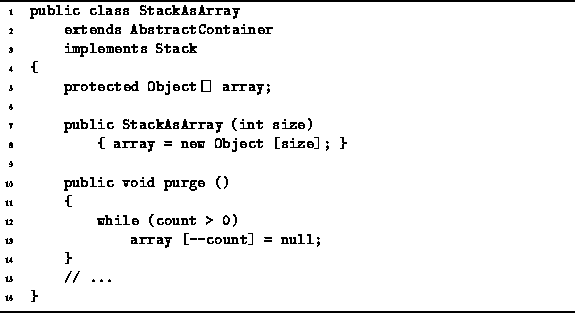 1 public class StackAsArray
2     extends AbstractContainer
3     implements Stack
4 {
5     protected Object[] array;
6
7     public StackAsArray (int size)
8         { array = new Object [size]; }
9
10     public void purge ()
11     {
12         while (count > 0)
13             array [--count] = null;
14     }
15     // ...
16 }